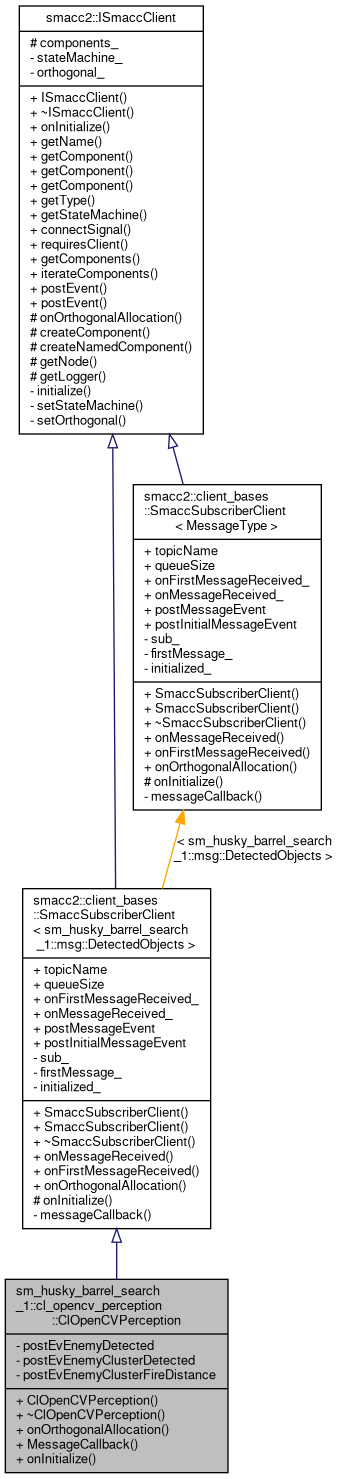 smacc2::ISmaccClient
# components_
- stateMachine_
- orthogonal_
+ ISmaccClient()
+ ~ISmaccClient()
+ onInitialize()
+ getName()
+ getComponent()
+ getComponent()
+ getComponent()
+ getType()
+ getStateMachine()
+ connectSignal()
+ requiresClient()
+ getComponents()
+ iterateComponents()
+ postEvent()
+ postEvent()
# onOrthogonalAllocation()
# createComponent()
# createNamedComponent()
# getNode()
# getLogger()
- initialize()
- setStateMachine()
- setOrthogonal()
smacc2::client_bases
::SmaccSubscriberClient
< MessageType >
+ topicName
+ queueSize
+ onFirstMessageReceived_
+ onMessageReceived_
+ postMessageEvent
+ postInitialMessageEvent
- sub_
- firstMessage_
- initialized_
+ SmaccSubscriberClient()
+ SmaccSubscriberClient()
+ ~SmaccSubscriberClient()
+ onMessageReceived()
+ onFirstMessageReceived()
+ onOrthogonalAllocation()
# onInitialize()
- messageCallback()
< sm_husky_barrel_search
_1::msg::DetectedObjects >
smacc2::client_bases
::SmaccSubscriberClient
< sm_husky_barrel_search
_1::msg::DetectedObjects >
+ topicName
+ queueSize
+ onFirstMessageReceived_
+ onMessageReceived_
+ postMessageEvent
+ postInitialMessageEvent
- sub_
- firstMessage_
- initialized_
+ SmaccSubscriberClient()
+ SmaccSubscriberClient()
+ ~SmaccSubscriberClient()
+ onMessageReceived()
+ onFirstMessageReceived()
+ onOrthogonalAllocation()
# onInitialize()
- messageCallback()
sm_husky_barrel_search
_1::cl_opencv_perception
::ClOpenCVPerception
- postEvEnemyDetected
- postEvEnemyClusterDetected
- postEvEnemyClusterFireDistance
+ ClOpenCVPerception()
+ ~ClOpenCVPerception()
+ onOrthogonalAllocation()
+ MessageCallback()
+ onInitialize()